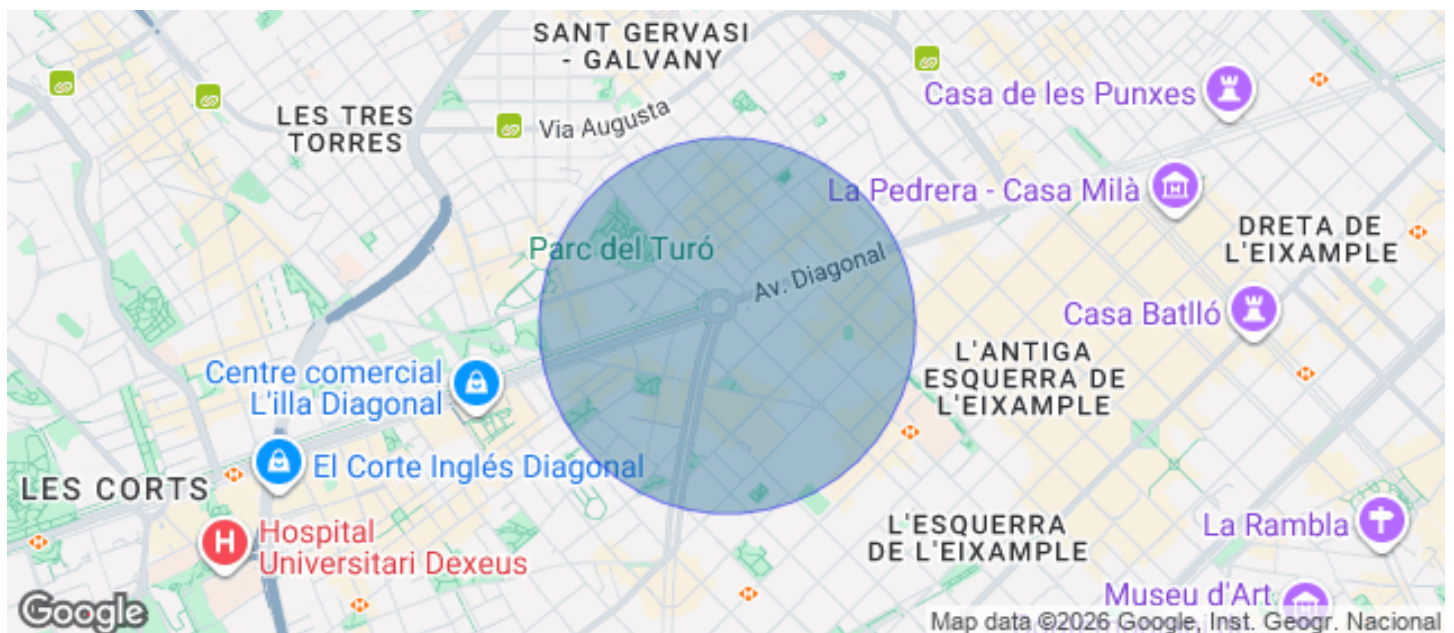 SANT GERVASI
- GALVANY
Casa de les Punxes
LES TRES
TORRES
Via Augusta
La Pedrera - Casa Milà
DRETA DE
L'EIXAMPLE
Parc del Turó
Av. Diagonal
Casa Batlló
L'ANTIGA
ESQUERRA DE
L'EIXAMPLE
Centre comercial
L'illa Diagonal
El Corte Inglés Diagonal
LES CORTS
H
Hospital
Universitari Dexeus
L'ESQUERRA
DE L'EIXAMPLE
La Rambla
Museu d'Art
Google
Map data ©2026 Google, Inst. Geogr. Nacional